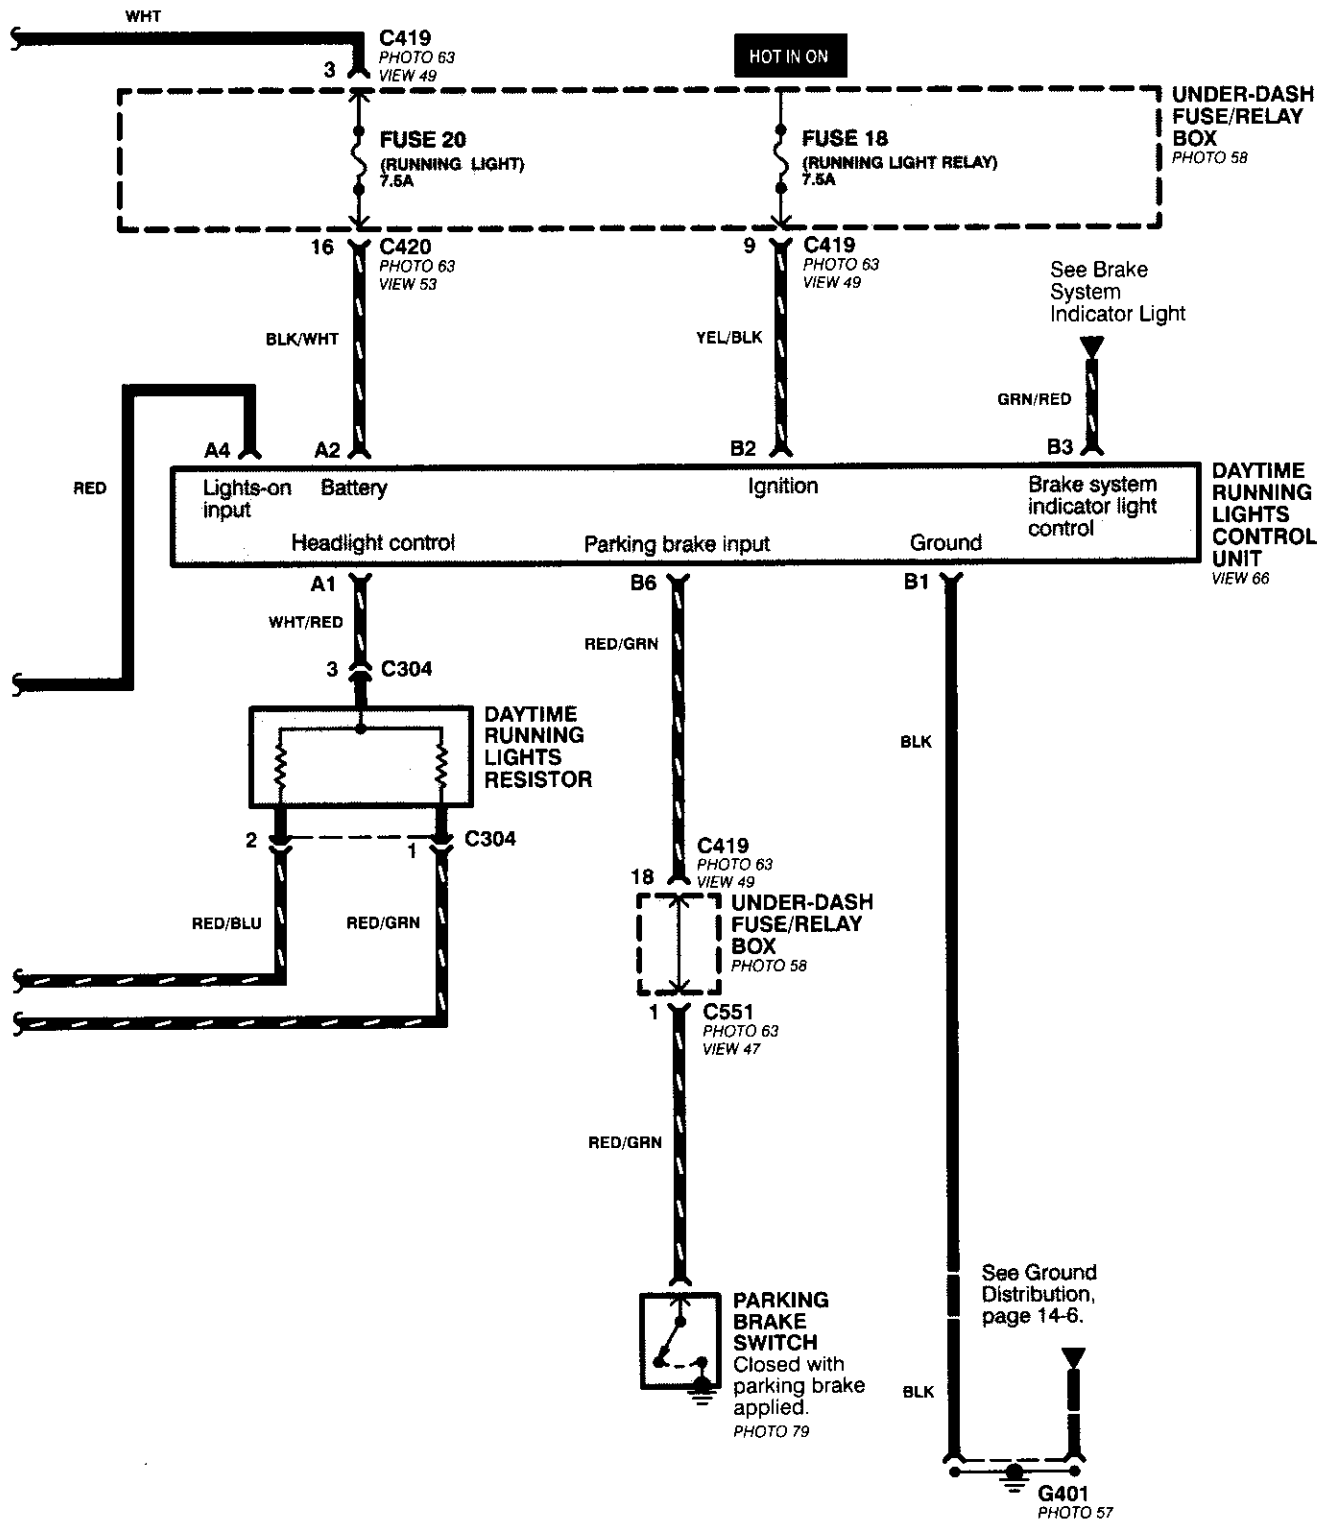 WHT
C419
PHOTO 63
VIEW 49
3
HOT IN ON
UNDER-DASH
FUSE/RELAY
BOX
PHOTO 58
FUSE 20
(RUNNING LIGHT)
7.5A
FUSE 18
(RUNNING LIGHT RELAY)
7.5A
16
C420
PHOTO 63
VIEW 53
9
C419
PHOTO 63
VIEW 49
See Brake
System
Indicator Light
BLK/WHT
YEL/BLK
GRN/RED
RED
A4
A2
B2
B3
Lights-on
input
Battery
Ignition
Brake system
indicator light
control
Headlight control
Parking brake input
Ground
DAYTIME
RUNNING
LIGHTS
CONTROL
UNIT
VIEW 66
A1
B6
B1
WHT/RED
RED/GRN
3
C304
DAYTIME
RUNNING
LIGHTS
RESISTOR
BLK
2
1
C304
RED/BLU
RED/GRN
C419
PHOTO 63
VIEW 49
18
UNDER-DASH
FUSE/RELAY
BOX
PHOTO 58
1
C551
PHOTO 63
VIEW 47
RED/GRN
PARKING
BRAKE
SWITCH
Closed with
parking brake
applied.
PHOTO 79
See Ground
Distribution,
page 14-6.
BLK
G401
PHOTO 57